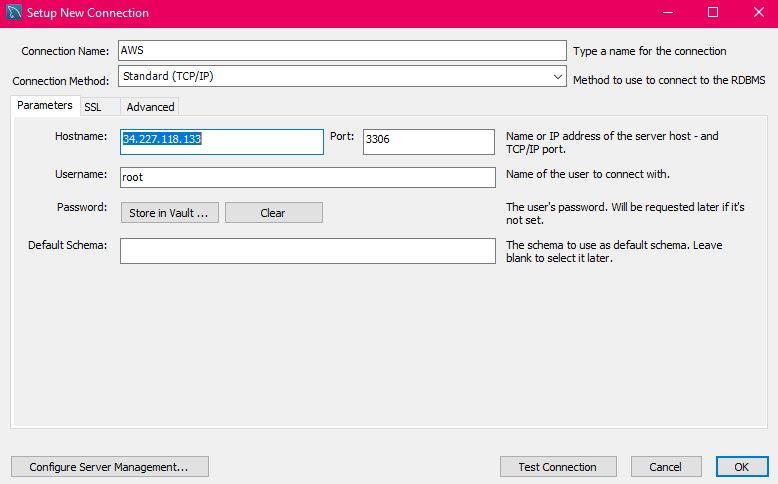 Setup New Connection
Connection Name: AWS Type a name for the connection
Connection Method: Standard (TCP/IP) Method to use to connect to the RDBMS
Parameters SSL Advanced
Hostname: 34.227.118.133 Port: 3306 Name or IP address of the server host - and
TCP/IP port.
Username: root Name of the user to connect with.
Password: Store in Vault ... Clear The user's password. Will be requested later if it's
not set.
Default Schema: The schema to use as default schema. Leave
blank to select it later.
Configure Server Management... Test Connection Cancel OK